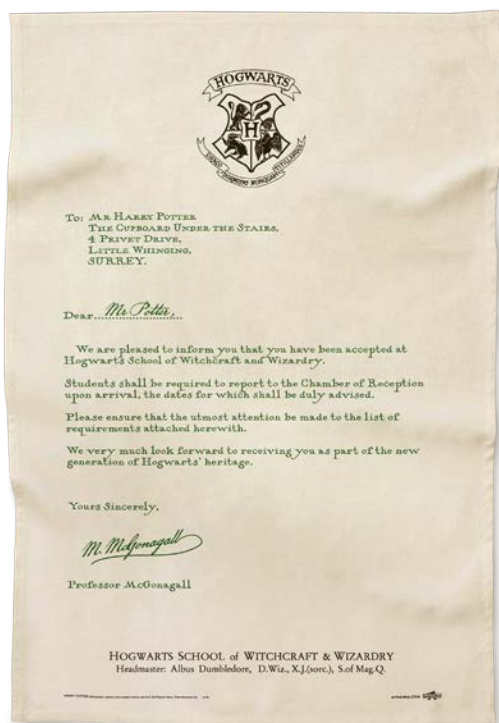 HOGWARTS
To: MR HARRY POTTER
THE CUPBOARD UNDER THE STAIRS,
4 PRIVET DRIVE,
LITTLE WHINGING,
SURREY.
Dear Mr Potter,
We are pleased to inform you that you have been accepted at
Hogwarts School of Witchcraft and Wizardry.
Students shall be required to report to the Chamber of Reception
upon arrival, the dates for which shall be duly advised.
Please ensure that the utmost attention be made to the list of
requirements attached herewith.
We very much look forward to receiving you as part of the new
generation of Hogwarts' heritage.
Yours Sincerely,
M. McGonagall
Professor McGonagall
HOGWARTS SCHOOL of WITCHCRAFT & WIZARDRY
Headmaster: Albus Dumbledore, D.Wiz., X.J.(sorc.), S.of Mag.Q.